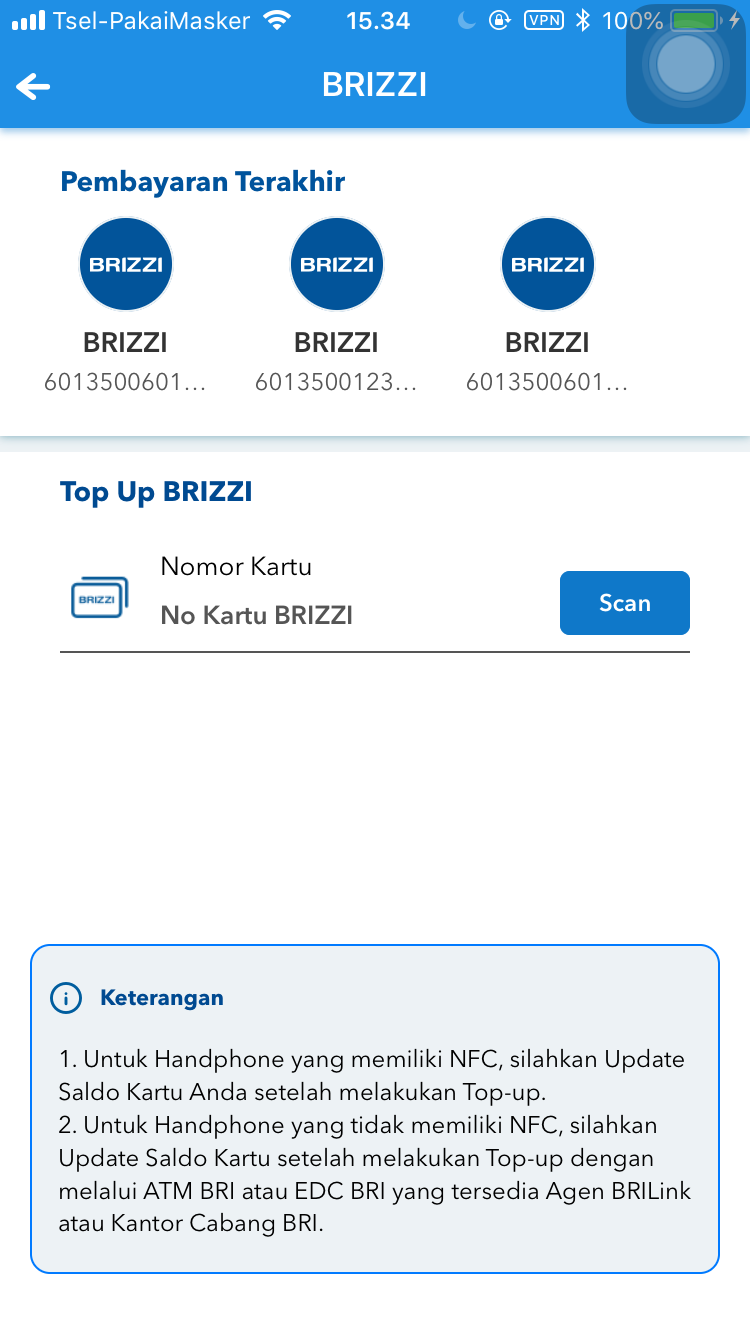 Tsel-PakaiMasker 15.34 VPN 100%
BRIZZI
Pembayaran Terakhir
BRIZZI BRIZZI BRIZZI
BRIZZI BRIZZI BRIZZI
6013500601... 6013500123... 6013500601...
Top Up BRIZZI
Nomor Kartu
BRIZZI No Kartu BRIZZI Scan
Keterangan
1. Untuk Handphone yang memiliki NFC, silahkan Update
Saldo Kartu Anda setelah melakukan Top-up.
2. Untuk Handphone yang tidak memiliki NFC, silahkan
Update Saldo Kartu setelah melakukan Top-up dengan
melalui ATM BRI atau EDC BRI yang tersedia Agen BRILink
atau Kantor Cabang BRI.